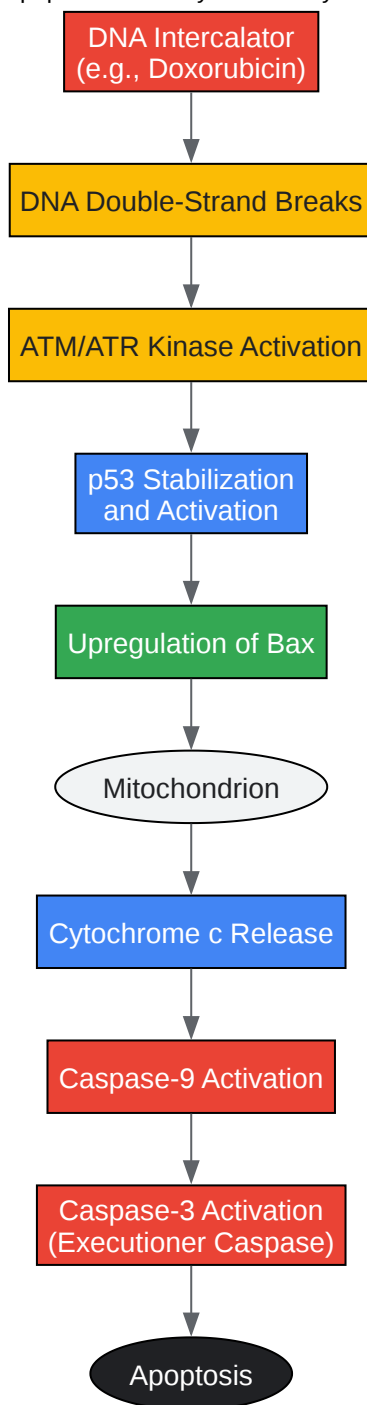 DNA Intercalator
(e.g., Doxorubicin)
DNA Double-Strand Breaks
ATM/ATR Kinase Activation
p53 Stabilization
and Activation
Upregulation of Bax
Mitochondrion
Cytochrome c Release
Caspase-9 Activation
Caspase-3 Activation
(Executioner Caspase)
Apoptosis